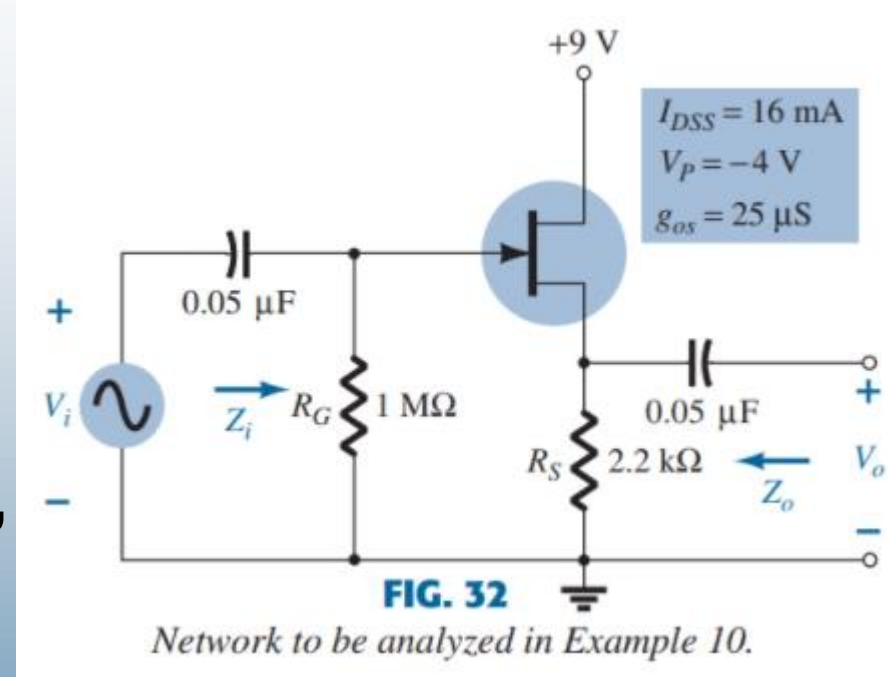 +9 V
I_DSS = 16 mA
V_P = −4 V
g_os = 25 μS
0.05 μF
+
V_i
Z_i
R_G
1 MΩ
−
0.05 μF
R_S
2.2 kΩ
Z_o
+
V_o
−
,
FIG. 32
Network to be analyzed in Example 10.